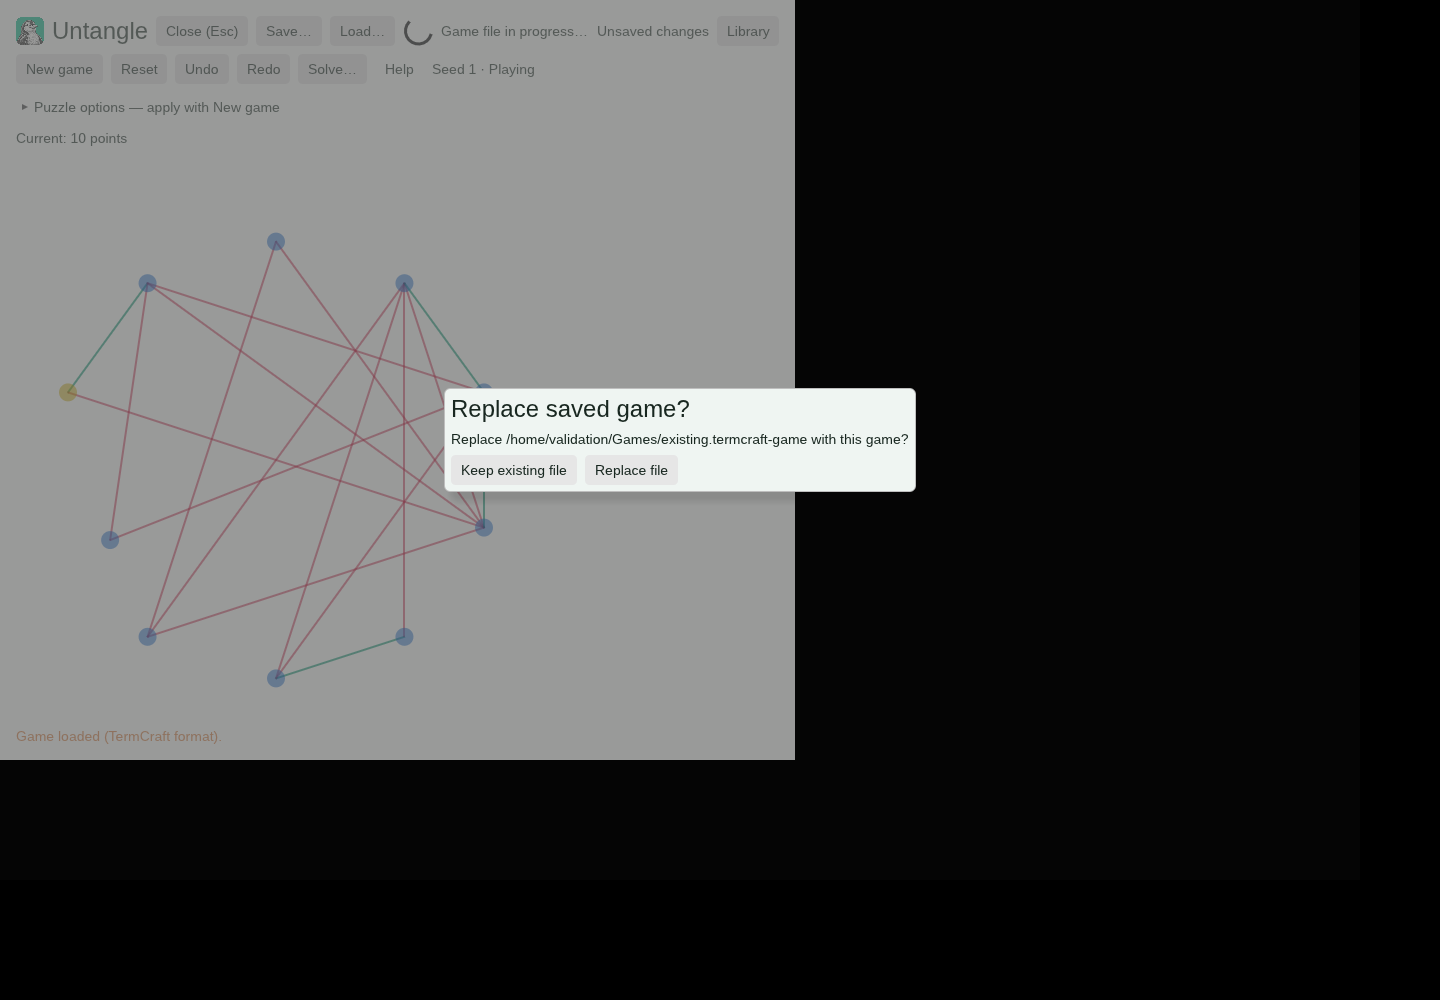 Untangle Close (Esc) Save… Load… Game file in progress… Unsaved changes Library
New game Reset Undo Redo Solve… Help Seed 1 · Playing
▸ Puzzle options — apply with New game
Current: 10 points
Replace saved game?
Replace /home/validation/Games/existing.termcraft-game with this game?
Keep existing file Replace file
Game loaded (TermCraft format).